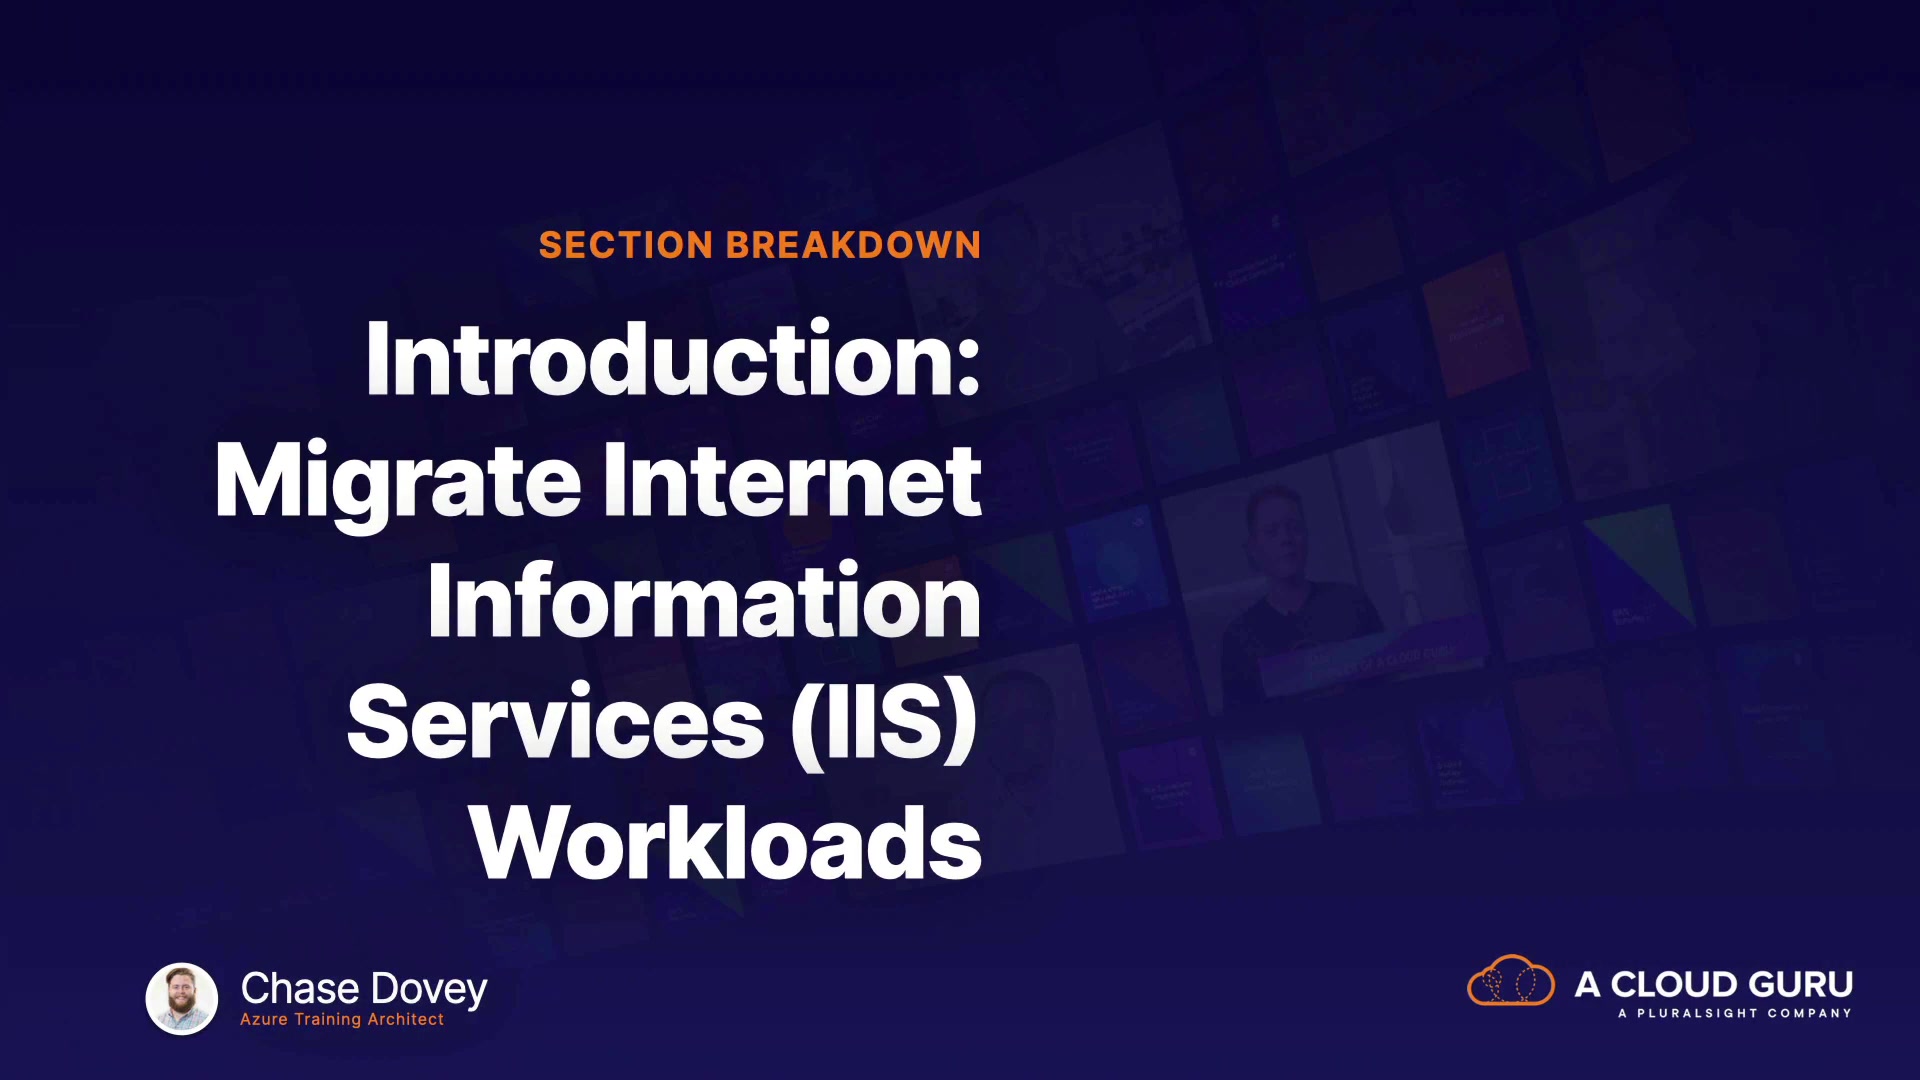 SECTION BREAKDOWN
Introduction:
Migrate Internet
Information
Services (IIS)
Workloads
Chase Dovey
Azure Training Architect
A CLOUD GURU
A PLURALSIGHT COMPANY